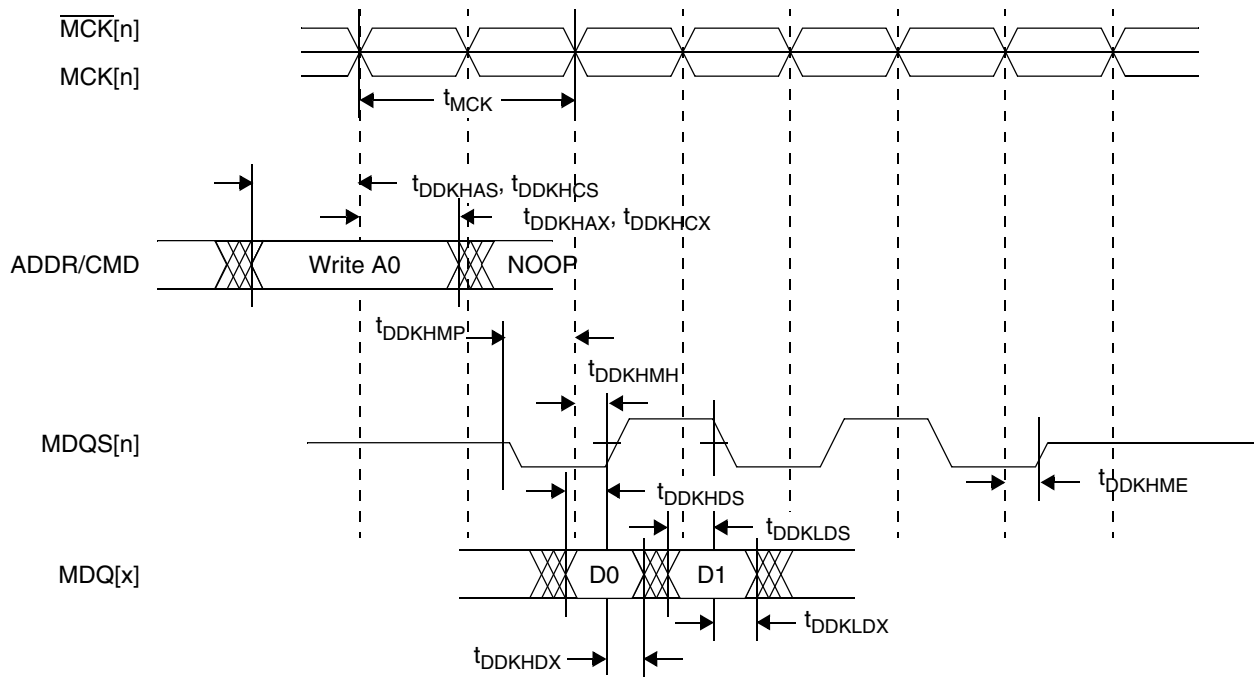 MCK[n]
MCK[n]
tMCK
tDDKHAS, tDDKHCS
tDDKHAX, tDDKHCX
ADDR/CMD Write A0 NOOP
tDDKHMP
tDDKHMH
MDQS[n]
tDDKHME
tDDKHDS
tDDKLDS
MDQ[x] D0 D1
tDDKLDX
tDDKHDX